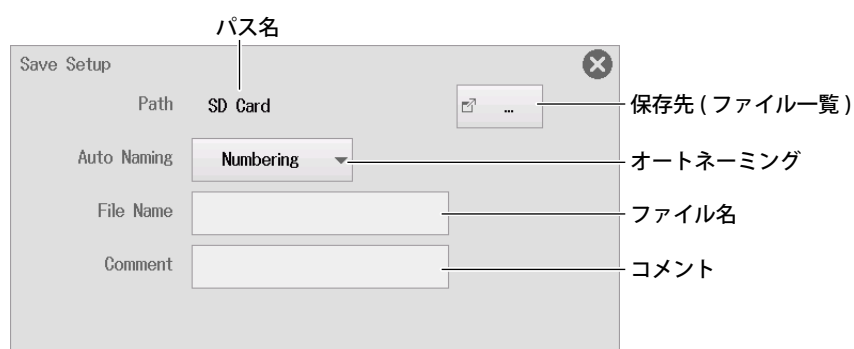 パス名
Save Setup
Path SD Card ... 保存先 ( ファイル一覧 )
Auto Naming Numbering オートネーミング
File Name ファイル名
Comment コメント